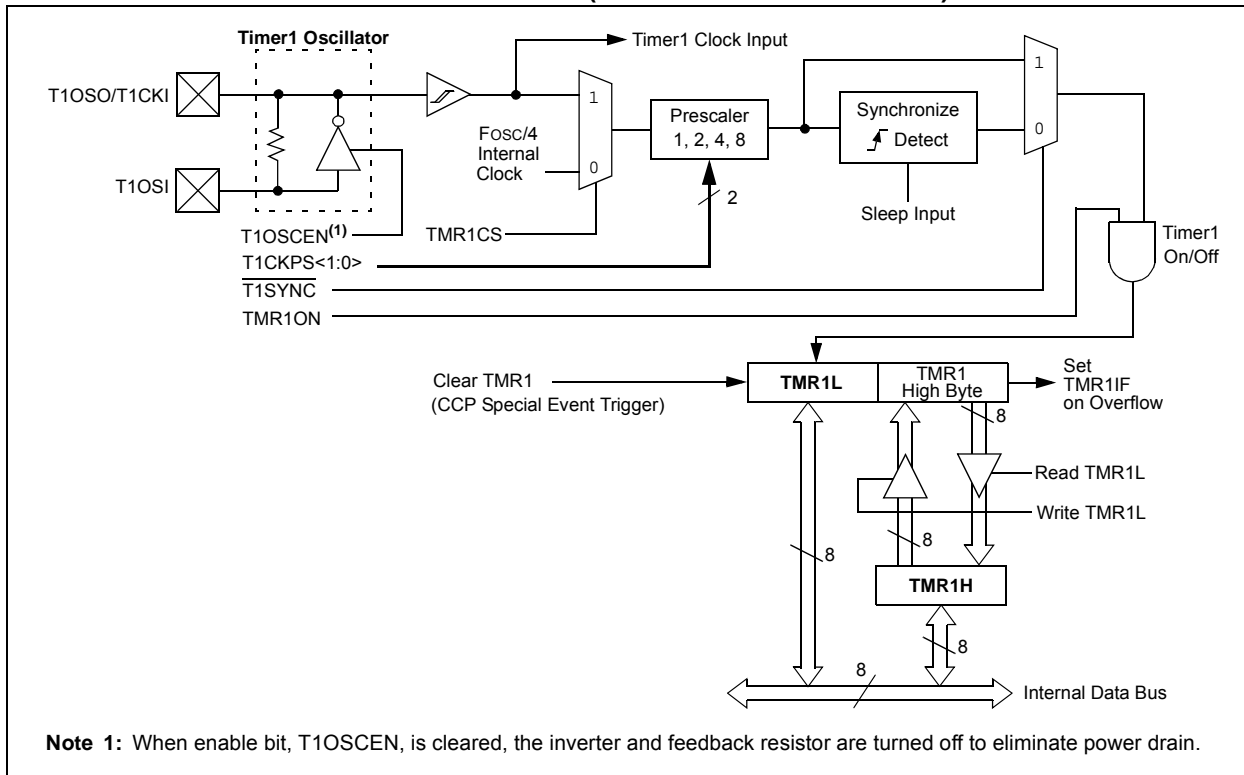 Timer1 Oscillator
Timer1 Clock Input
T1OSO/T1CKI
1
1
FOSC/4
Internal
Clock
Prescaler
1, 2, 4, 8
Synchronize
Detect
0
0
T1OSI
2
Sleep Input
T1OSCEN(1)
TMR1CS
Timer1
On/Off
T1CKPS<1:0>
T1SYNC
TMR1ON
Clear TMR1
(CCP Special Event Trigger)
TMR1L
TMR1
High Byte
Set
TMR1IF
on Overflow
8
Read TMR1L
Write TMR1L
8
8
TMR1H
8
8
Internal Data Bus
Note 1: When enable bit, T1OSCEN, is cleared, the inverter and feedback resistor are turned off to eliminate power drain.